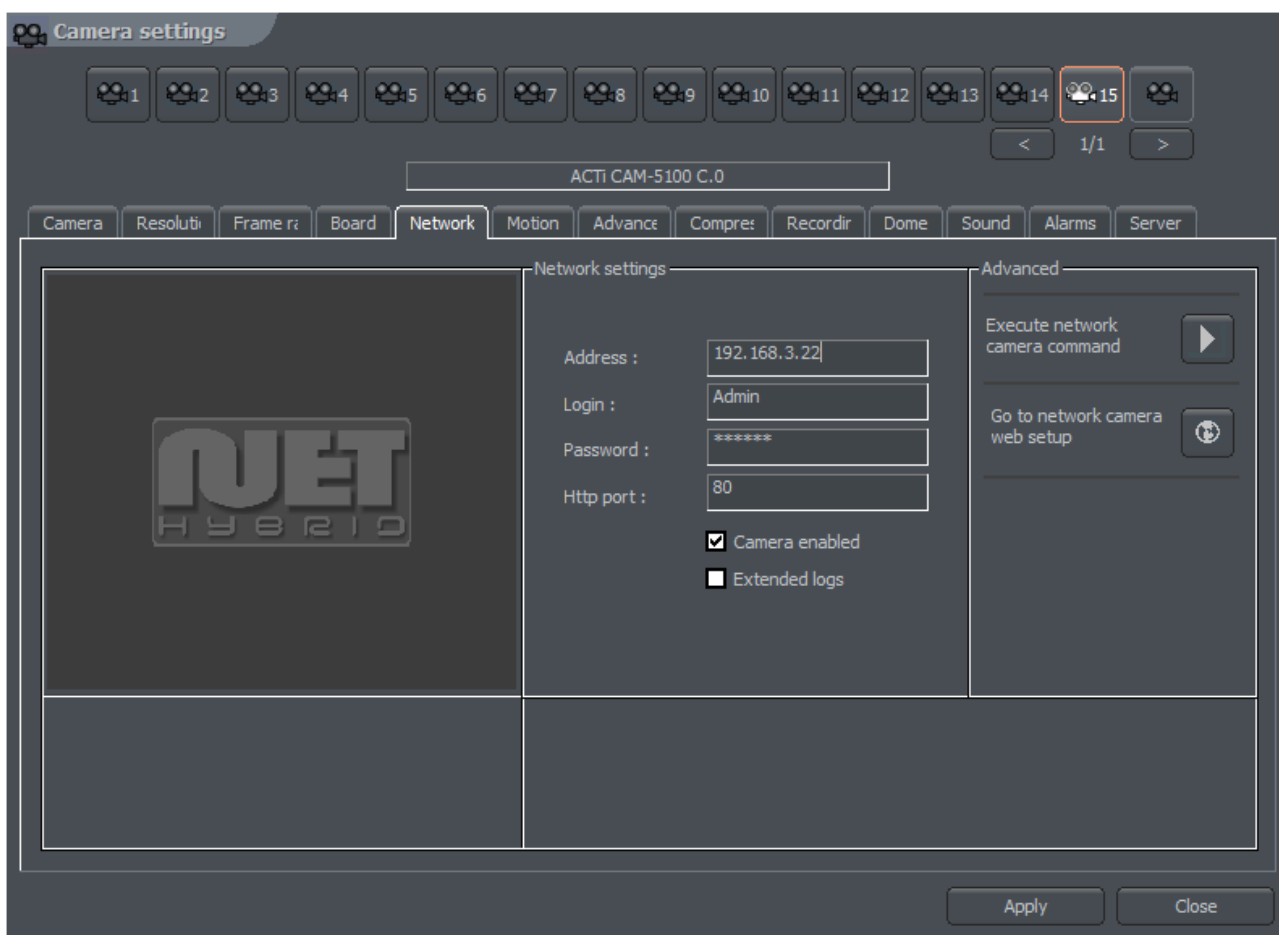 Camera settings
1 2 3 4 5 6 7 8 9 10 11 12 13 14 15
< 1/1 >
ACTi CAM-5100 C.0
Camera Resoluti Frame ra Board Network Motion Advance Compres Recordin Dome Sound Alarms Server
NET
HYBRID
Network settings
Address : 192.168.3.22
Login : Admin
Password : ******
Http port : 80
Camera enabled
Extended logs
Advanced
Execute network
camera command
Go to network camera
web setup
Apply Close